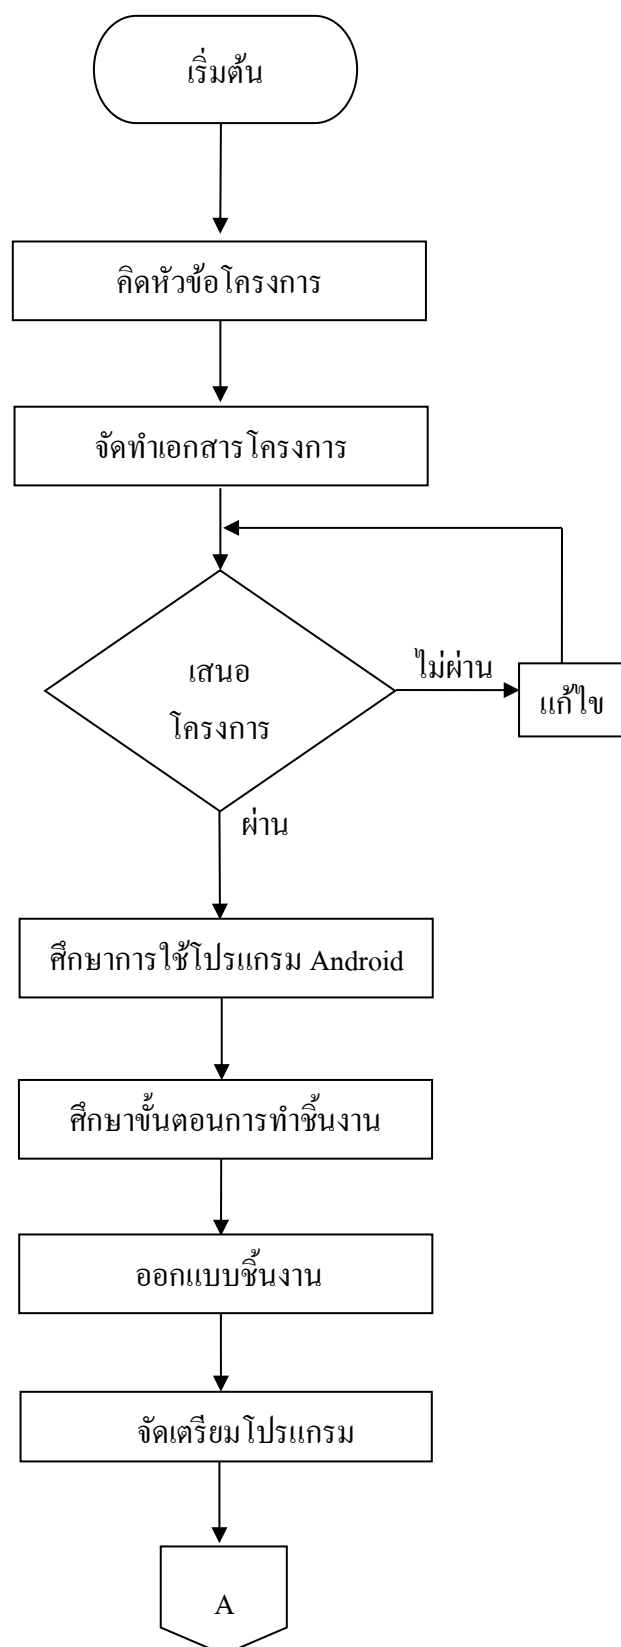 เริ่มต้น
คิดหัวข้อโครงการ
จัดทำเอกสารโครงการ
เสนอ
โครงการ
ไม่ผ่าน
แก้ไข
ผ่าน
ศึกษาการใช้โปรแกรม Android
ศึกษาขั้นตอนการทำชิ้นงาน
ออกแบบชิ้นงาน
จัดเตรียมโปรแกรม
A